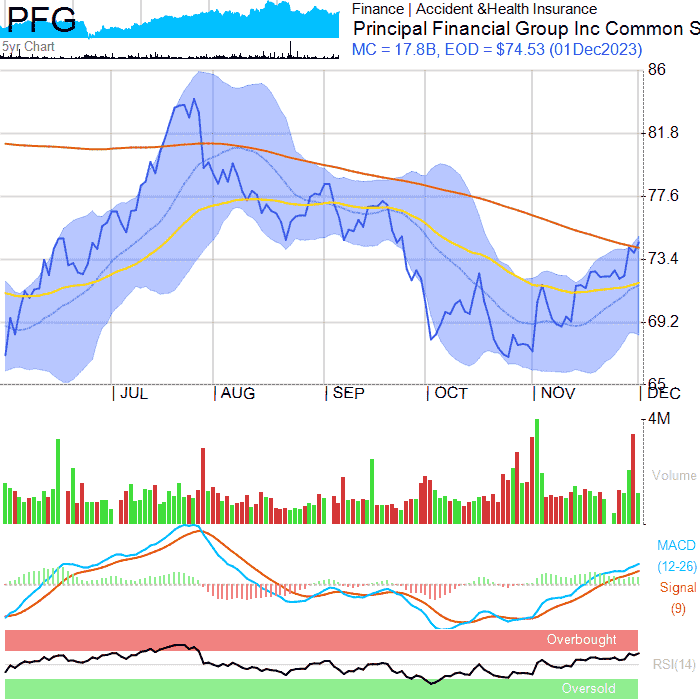 PFG
5yr Chart
Finance | Accident &Health Insurance
Principal Financial Group Inc Common S
MC = 17.8B, EOD = $74.53 (01Dec2023)
86
81.8
77.6
73.4
69.2
65
JUL AUG SEP OCT NOV DEC
4M
Volume
MACD
(12-26)
Signal
(9)
Overbought
RSI(14)
Oversold